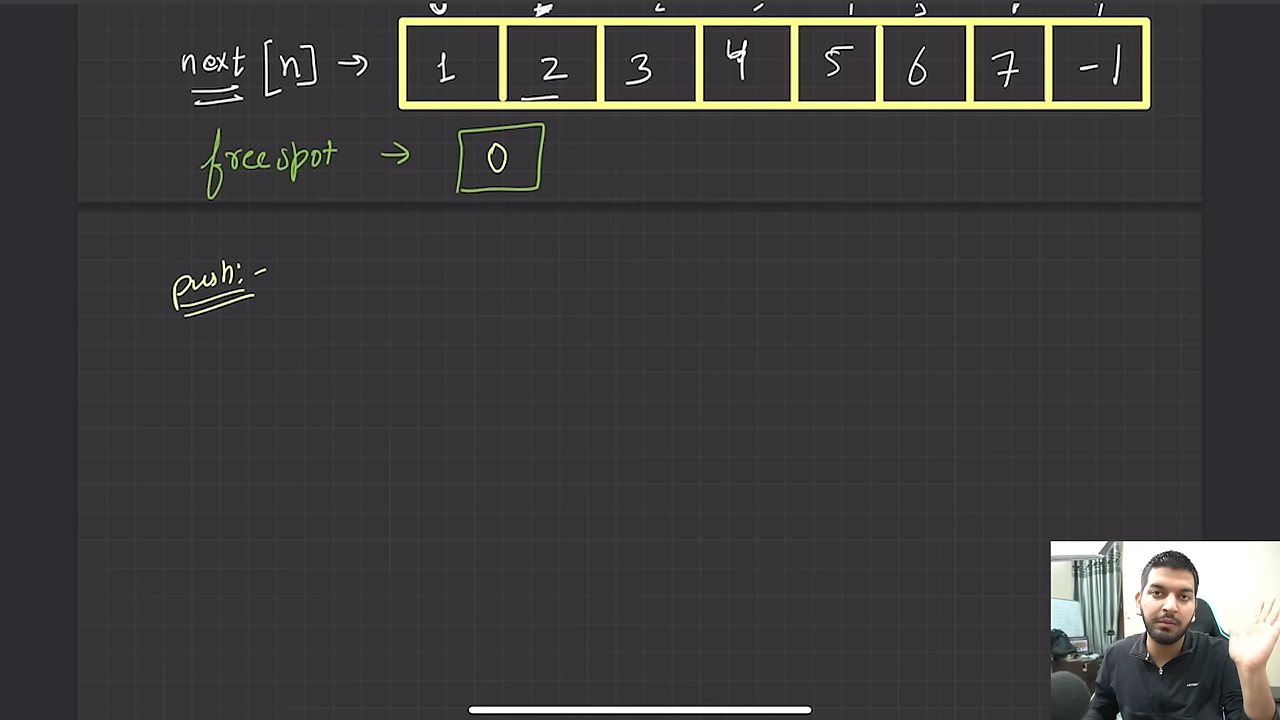 next [n] → 1 2 3 4 5 6 7 -1
freespot → 0
push: -